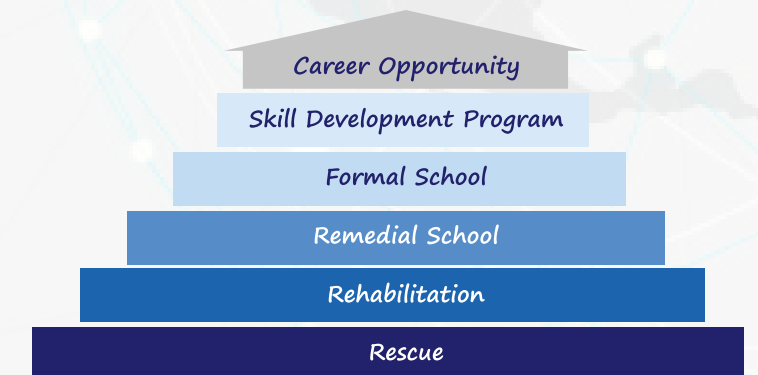 Career Opportunity
Skill Development Program
Formal School
Remedial School
Rehabilitation
Rescue